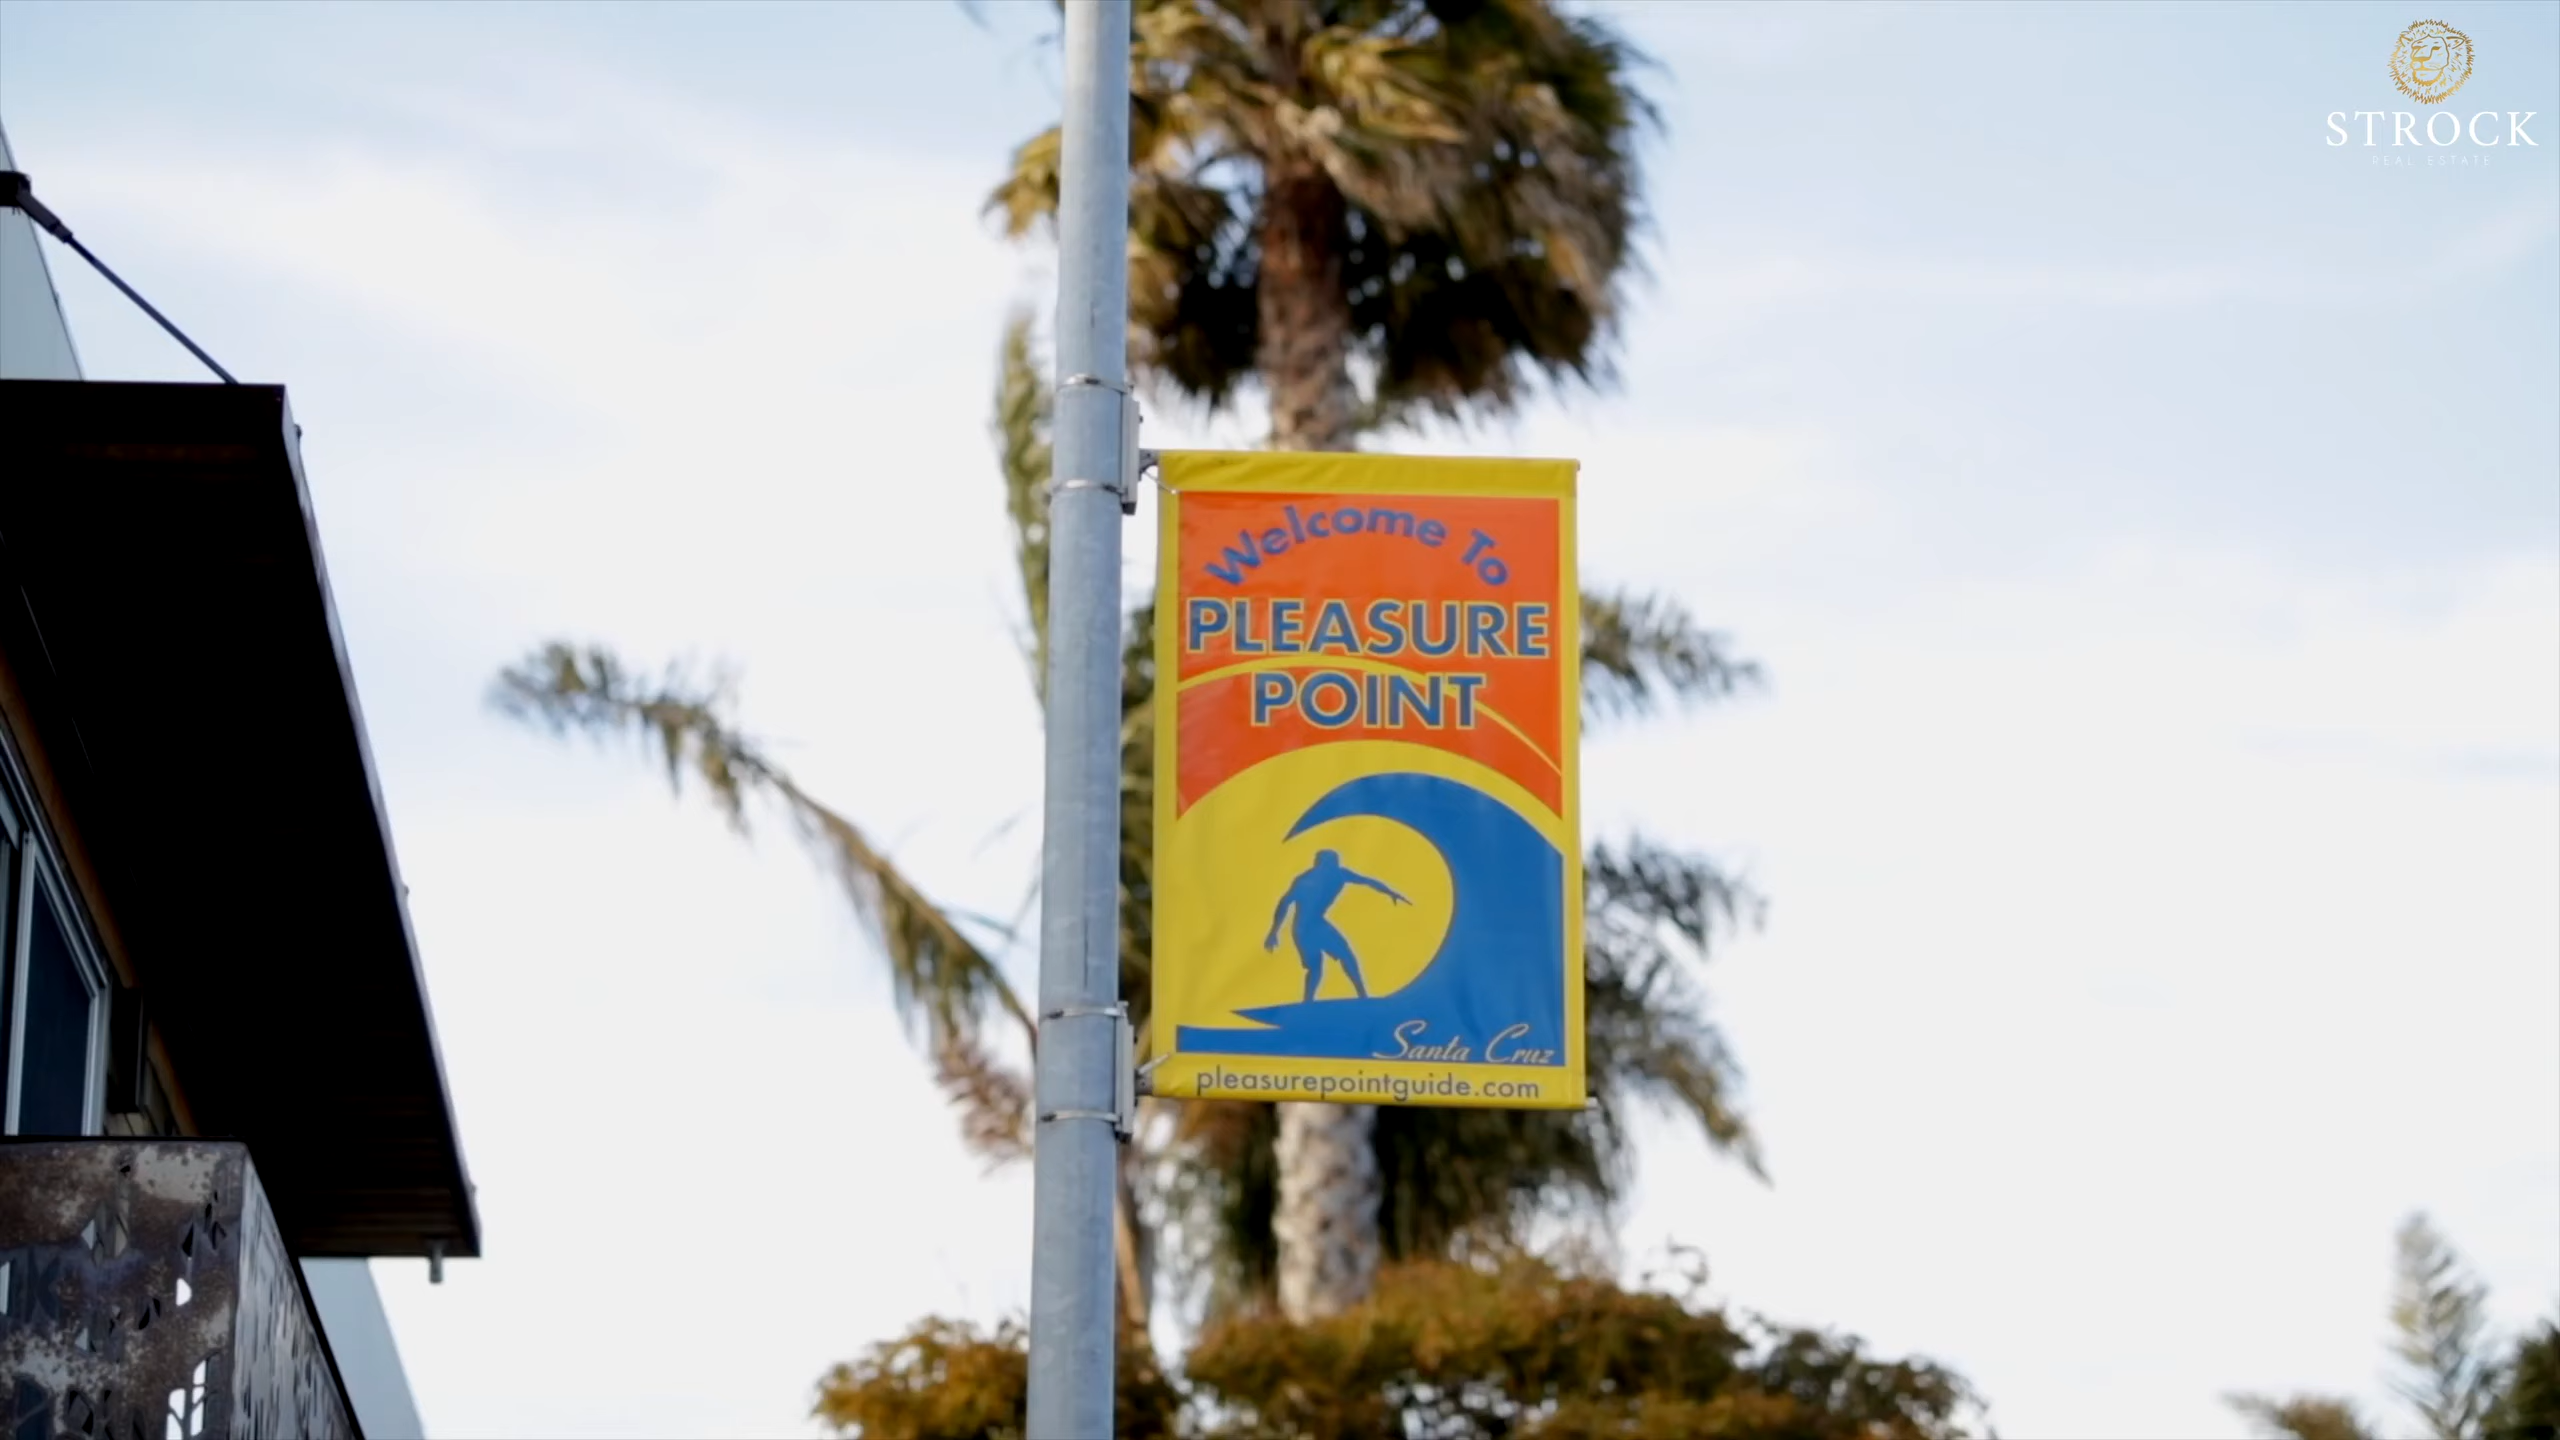 STROCK
REAL ESTATE
Welcome To
PLEASURE
POINT
Santa Cruz
pleasurepointguide.com